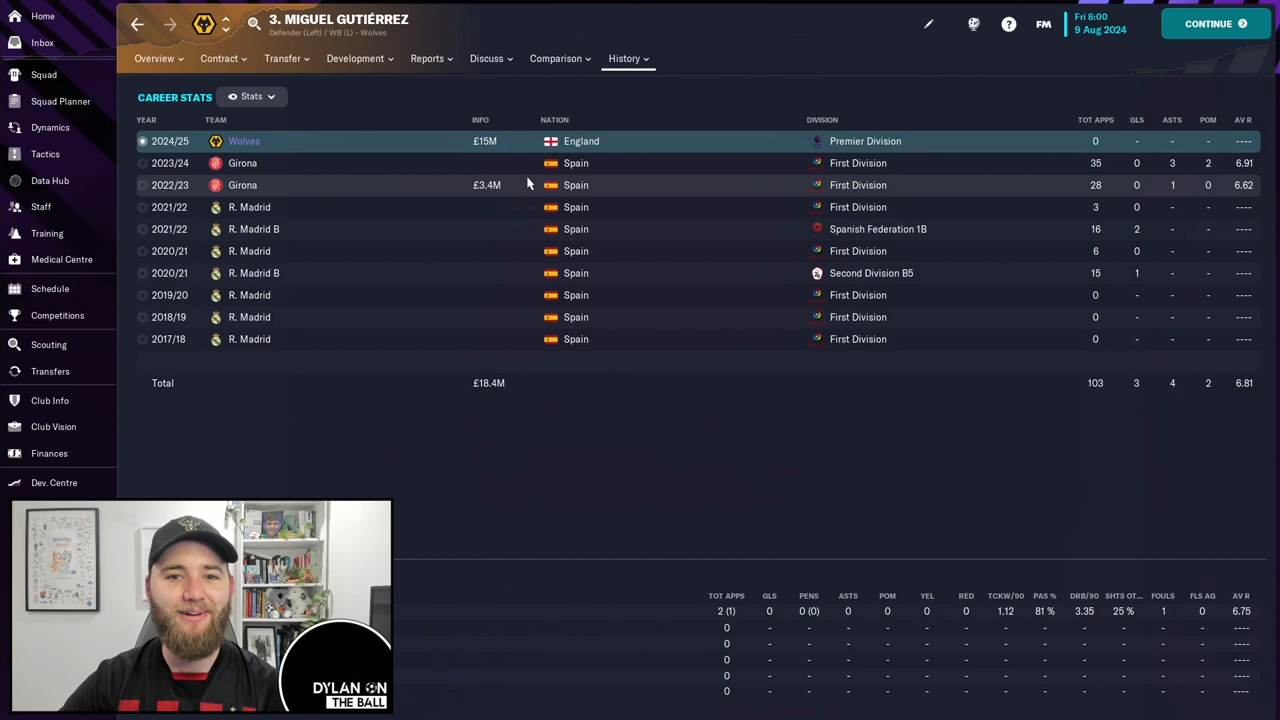 Home
Inbox
Squad
Squad Planner
Dynamics
Tactics
Data Hub
Staff
Training
Medical Centre
Schedule
Competitions
Scouting
Transfers
Club Info
Club Vision
Finances
Dev. Centre
3. MIGUEL GUTIÉRREZ
Defender (Left) / WB (L) - Wolves
? FM Fri 8:00
9 Aug 2024
CONTINUE
Overview Contract Transfer Development Reports Discuss Comparison History
CAREER STATS Stats
YEAR TEAM INFO NATION DIVISION TOT APPS GLS ASTS POM AV R
2024/25 Wolves £15M England Premier Division 0 - - - ----
2023/24 Girona Spain First Division 35 0 3 2 6.91
2022/23 Girona £3.4M Spain First Division 28 0 1 0 6.62
2021/22 R. Madrid Spain First Division 3 0 - - ----
2021/22 R. Madrid B Spain Spanish Federation 1B 16 2 - - ----
2020/21 R. Madrid Spain First Division 6 0 - - ----
2020/21 R. Madrid B Spain Second Division B5 15 1 - - ----
2019/20 R. Madrid Spain First Division 0 - - - ----
2018/19 R. Madrid Spain First Division 0 - - - ----
2017/18 R. Madrid Spain First Division 0 - - - ----
Total £18.4M 103 3 4 2 6.81
TOT APPS GLS PENS ASTS POM YEL RED TCKW/90 PAS % DRB/90 SHTS OT... FOULS FLS AG AV R
2 (1) 0 0 (0) 0 0 0 0 1.12 81 % 3.35 25 % 1 0 6.75
0 - - - - - - - - - - - - ----
0 - - - - - - - - - - - - ----
0 - - - - - - - - - - - - ----
0 - - - - - - - - - - - - ----
0 - - - - - - - - - - - - ----
DYLAN ON
THE BALL